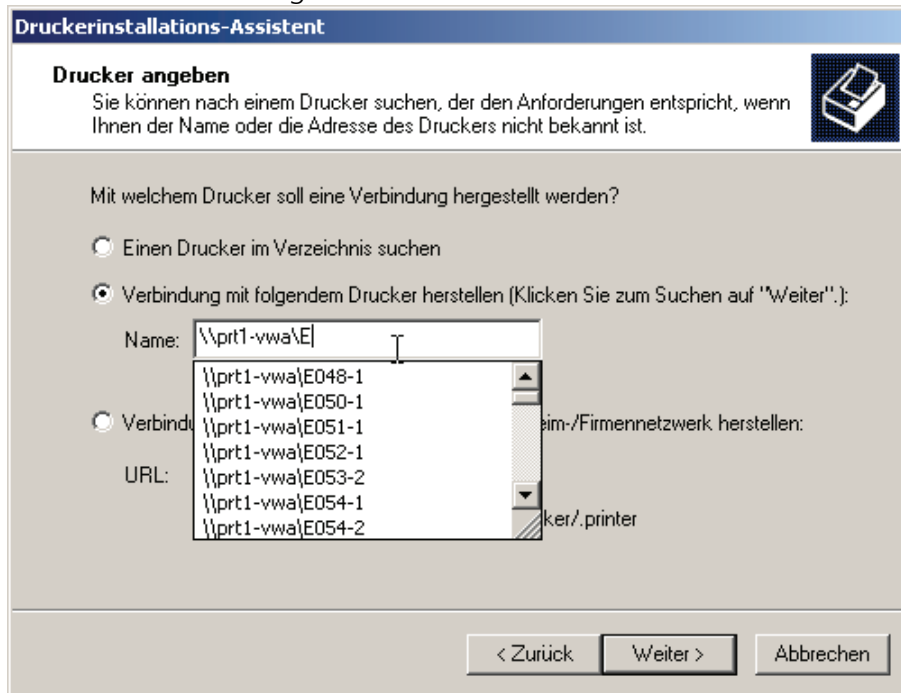 Druckerinstallations-Assistent
Drucker angeben
Sie können nach einem Drucker suchen, der den Anforderungen entspricht, wenn
Ihnen der Name oder die Adresse des Druckers nicht bekannt ist.
Mit welchem Drucker soll eine Verbindung hergestellt werden?
Einen Drucker im Verzeichnis suchen
Verbindung mit folgendem Drucker herstellen (Klicken Sie zum Suchen auf "Weiter".):
Name: \\prt1-vwa\E
\\prt1-vwa\E048-1
\\prt1-vwa\E050-1
\\prt1-vwa\E051-1
\\prt1-vwa\E052-1
\\prt1-vwa\E053-2
\\prt1-vwa\E054-1
\\prt1-vwa\E054-2
eim-/Firmennetzwerk herstellen:
URL:
ker/.printer
< Zurück
Weiter >
Abbrechen